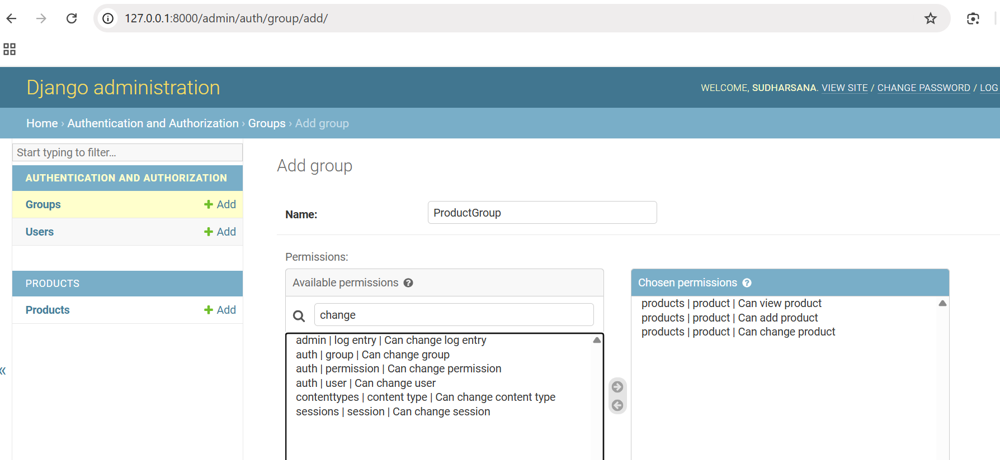 127.0.0.1:8000/admin/auth/group/add/
Django administration
WELCOME, SUDHARSANA. VIEW SITE / CHANGE PASSWORD / LOG
Home › Authentication and Authorization › Groups › Add group
Start typing to filter...
AUTHENTICATION AND AUTHORIZATION
Groups + Add
Users + Add
PRODUCTS
Products + Add
«
Add group
Name: ProductGroup
Permissions:
Available permissions ?
change
admin | log entry | Can change log entry
auth | group | Can change group
auth | permission | Can change permission
auth | user | Can change user
contenttypes | content type | Can change content type
sessions | session | Can change session
Chosen permissions ?
products | product | Can view product
products | product | Can add product
products | product | Can change product